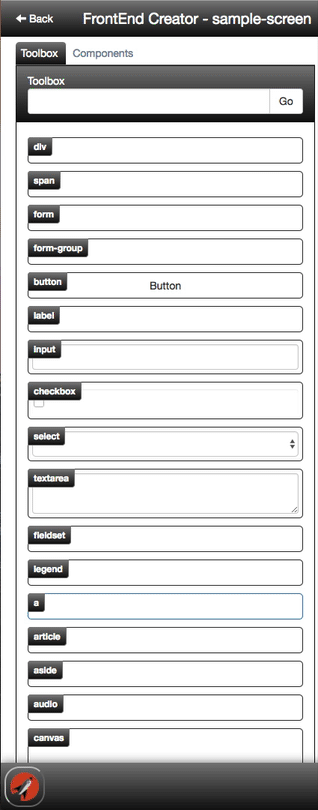 Back FrontEnd Creator - sample-screen
Toolbox Components
Toolbox
Go
div
span
form
form-group
button Button
label
input
checkbox
select
textarea
fieldset
legend
a
article
aside
audio
canvas